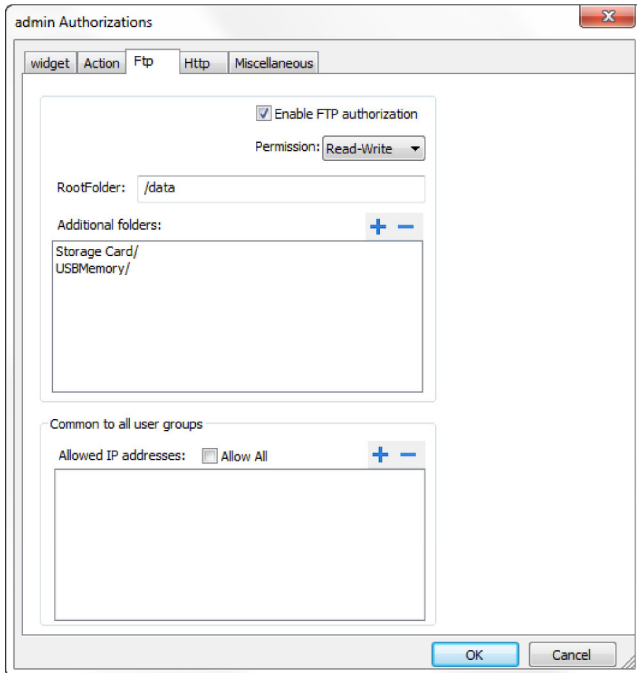 admin Authorizations
widget Action Ftp Http Miscellaneous
Enable FTP authorization
Permission: Read-Write
RootFolder: /data
Additional folders:
Storage Card/
USBMemory/
Common to all user groups
Allowed IP addresses: Allow All
OK Cancel